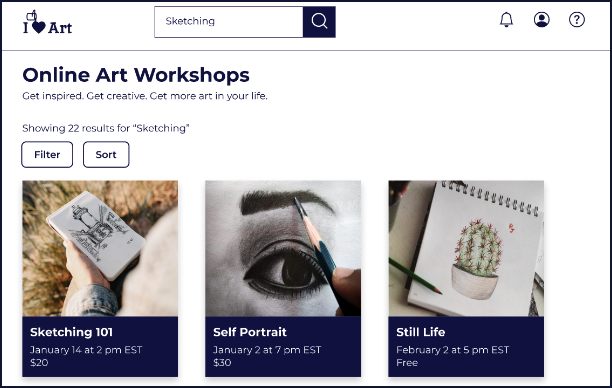 I Art
Sketching
Online Art Workshops
Get inspired. Get creative. Get more art in your life.
Showing 22 results for “Sketching”
Filter
Sort
Sketching 101
January 14 at 2 pm EST
$20
Self Portrait
January 2 at 7 pm EST
$30
Still Life
February 2 at 5 pm EST
Free